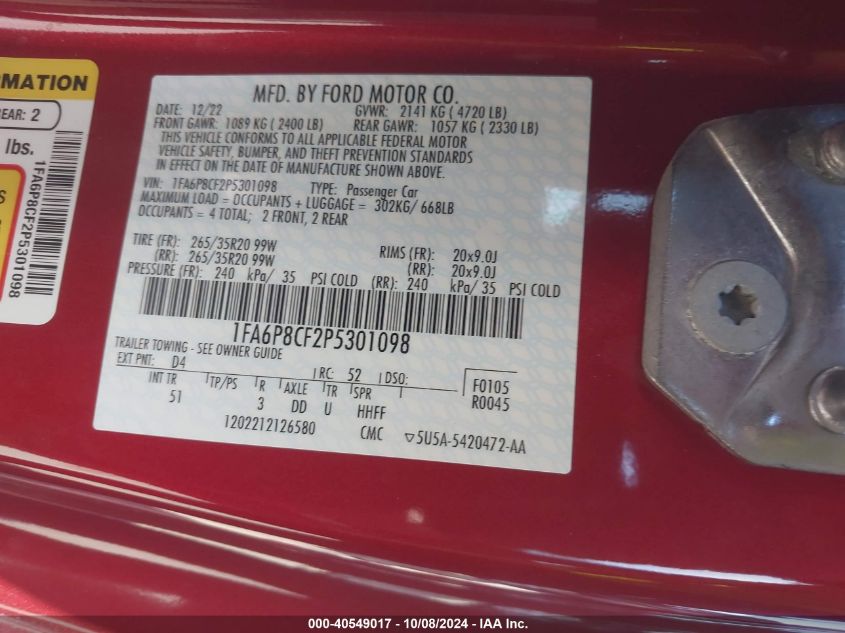 RMATION
REAR: 2
lbs.
S
1FA6P8CF2P5301098
MFD. BY FORD MOTOR CO.
DATE: 12/22 GVWR: 2141 KG ( 4720 LB)
FRONT GAWR: 1089 KG ( 2400 LB) REAR GAWR: 1057 KG ( 2330 LB)
THIS VEHICLE CONFORMS TO ALL APPLICABLE FEDERAL MOTOR
VEHICLE SAFETY, BUMPER, AND THEFT PREVENTION STANDARDS
IN EFFECT ON THE DATE OF MANUFACTURE SHOWN ABOVE.
VIN: 1FA6P8CF2P5301098 TYPE: Passenger Car
MAXIMUM LOAD = OCCUPANTS + LUGGAGE = 302KG/ 668LB
OCCUPANTS = 4 TOTAL; 2 FRONT, 2 REAR
TIRE (FR): 265/35R20 99W RIMS (FR): 20x9.0J
(RR): 265/35R20 99W (RR): 20x9.0J
PRESSURE (FR): 240 kPa/ 35 PSI COLD (RR): 240 kPa/ 35 PSI COLD
1FA6P8CF2P5301098
TRAILER TOWING - SEE OWNER GUIDE
EXT PNT: D4 RC: 52 DSO: F0105
INT TR TP/PS R AXLE TR SPR R0045
51 3 DD U HHFF
1202212126580 CMC 5U5A-5420472-AA
000-40549017 - 10/08/2024 - IAAI Inc.